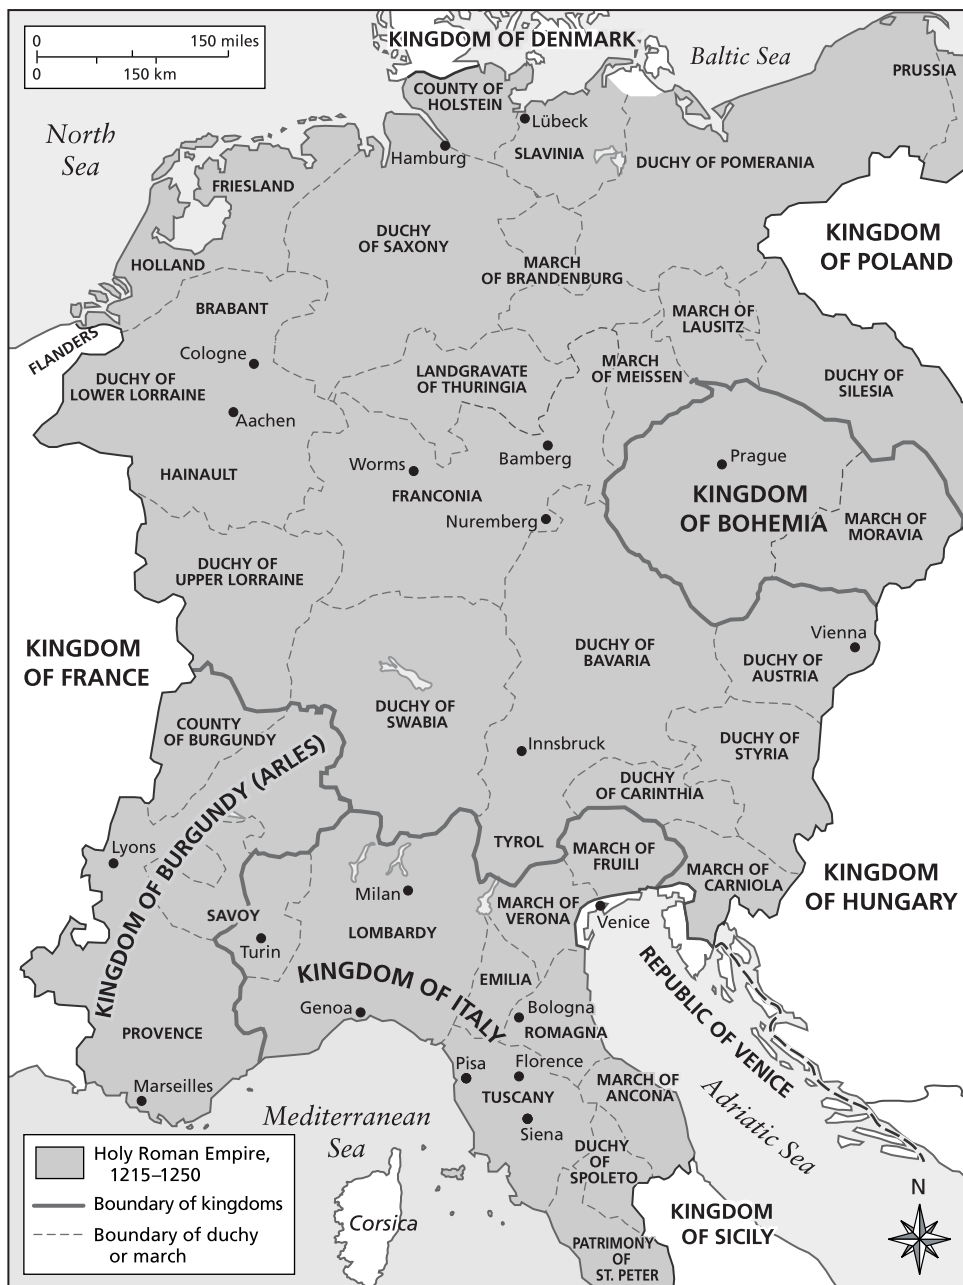 0
150 miles
0
150 km
KINGDOM OF DENMARK
Baltic Sea
PRUSSIA
COUNTY OF
HOLSTEIN
Lübeck
North
Sea
Hamburg
SLAVINIA
DUCHY OF POMERANIA
FRIESLAND
DUCHY
OF SAXONY
KINGDOM
OF POLAND
HOLLAND
MARCH
OF BRANDENBURG
BRABANT
MARCH OF
LAUSITZ
FLANDERS
Cologne
LANDGRAVATE
OF THURINGIA
MARCH
OF MEISSEN
DUCHY OF
LOWER LORRAINE
DUCHY OF
SILESIA
Aachen
Bamberg
Prague
Worms
HAINAULT
FRANCONIA
KINGDOM
OF BOHEMIA
Nuremberg
MARCH OF
MORAVIA
DUCHY OF
UPPER LORRAINE
KINGDOM
OF FRANCE
DUCHY OF
BAVARIA
Vienna
DUCHY OF
AUSTRIA
DUCHY OF
SWABIA
COUNTY
OF BURGUNDY
Innsbruck
DUCHY OF
STYRIA
KINGDOM OF BURGUNDY (ARLES)
DUCHY
OF CARINTHIA
Lyons
TYROL
MARCH OF
FRUILI
MARCH OF
CARNIOLA
KINGDOM
OF HUNGARY
Milan
MARCH OF
VERONA
Venice
SAVOY
Turin
LOMBARDY
KINGDOM OF ITALY
EMILIA
REPUBLIC OF VENICE
Genoa
Bologna
ROMAGNA
PROVENCE
Pisa
Florence
TUSCANY
MARCH OF
ANCONA
Marseilles
Siena
Adriatic Sea
Mediterranean
Sea
DUCHY
OF
SPOLETO
Holy Roman Empire,
1215–1250
Boundary of kingdoms
Boundary of duchy
or march
Corsica
KINGDOM
OF SICILY
N
PATRIMONY
OF
ST. PETER